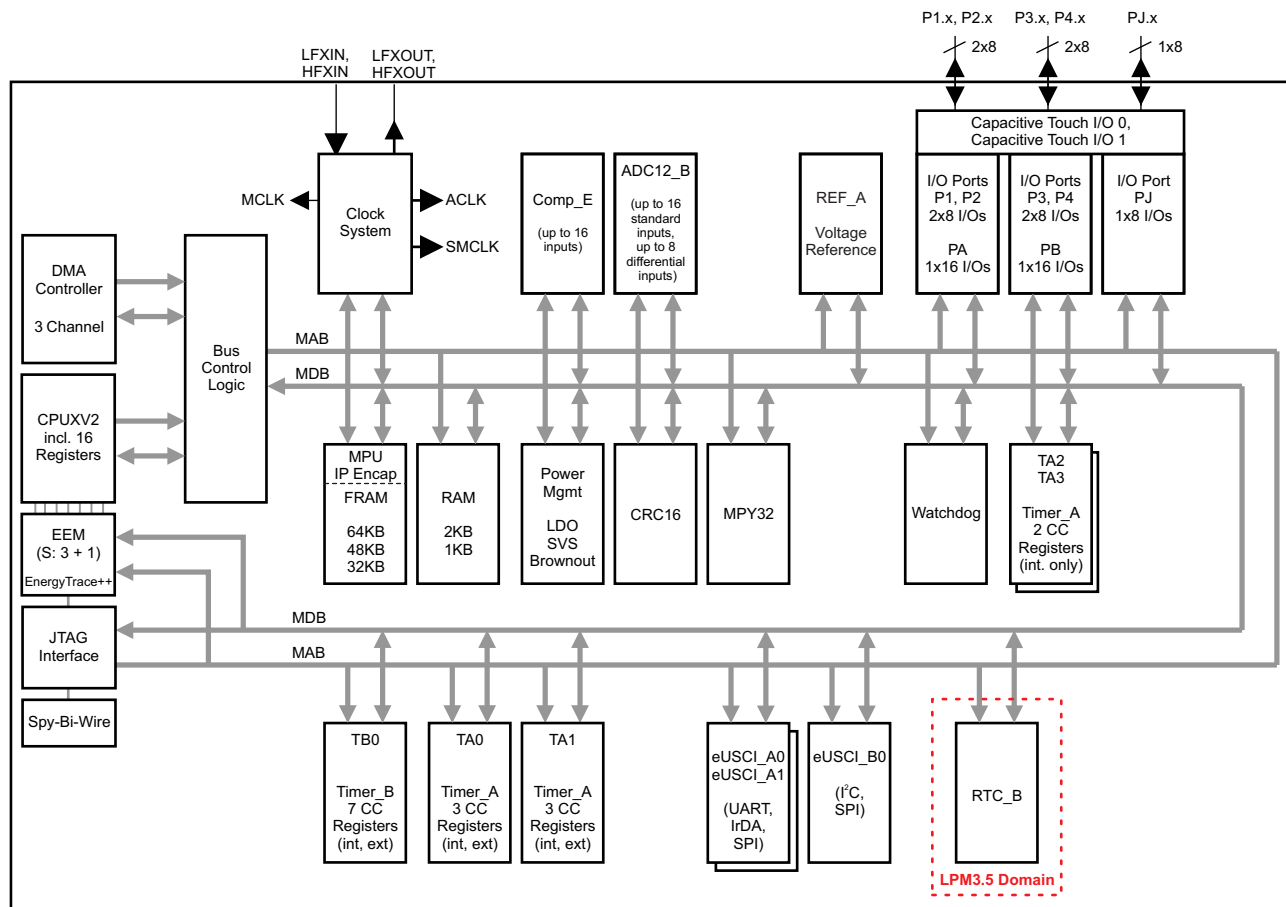 P1.x, P2.x
P3.x, P4.x
PJ.x
2x8
2x8
1x8
LFXIN,
HFXIN
LFXOUT,
HFXOUT
Capacitive Touch I/O 0,
Capacitive Touch I/O 1
MCLK
Clock
System
ACLK
SMCLK
Comp_E
(up to 16
inputs)
ADC12_B
(up to 16
standard
inputs,
up to 8
differential
inputs)
REF_A
Voltage
Reference
I/O Ports
P1, P2
2x8 I/Os
PA
1x16 I/Os
I/O Ports
P3, P4
2x8 I/Os
PB
1x16 I/Os
I/O Port
PJ
1x8 I/Os
DMA
Controller
3 Channel
Bus
Control
Logic
MAB
MDB
CPUXV2
incl. 16
Registers
MPU
IP Encap
FRAM
64KB
48KB
32KB
RAM
2KB
1KB
Power
Mgmt
LDO
SVS
Brownout
CRC16
MPY32
Watchdog
TA2
TA3
Timer_A
2 CC
Registers
(int. only)
EEM
(S: 3 + 1)
EnergyTrace++
JTAG
Interface
MDB
MAB
Spy-Bi-Wire
TB0
Timer_B
7 CC
Registers
(int, ext)
TA0
Timer_A
3 CC
Registers
(int, ext)
TA1
Timer_A
3 CC
Registers
(int, ext)
eUSCI_A0
eUSCI_A1
(UART,
IrDA,
SPI)
eUSCI_B0
(I²C,
SPI)
RTC_B
LPM3.5 Domain